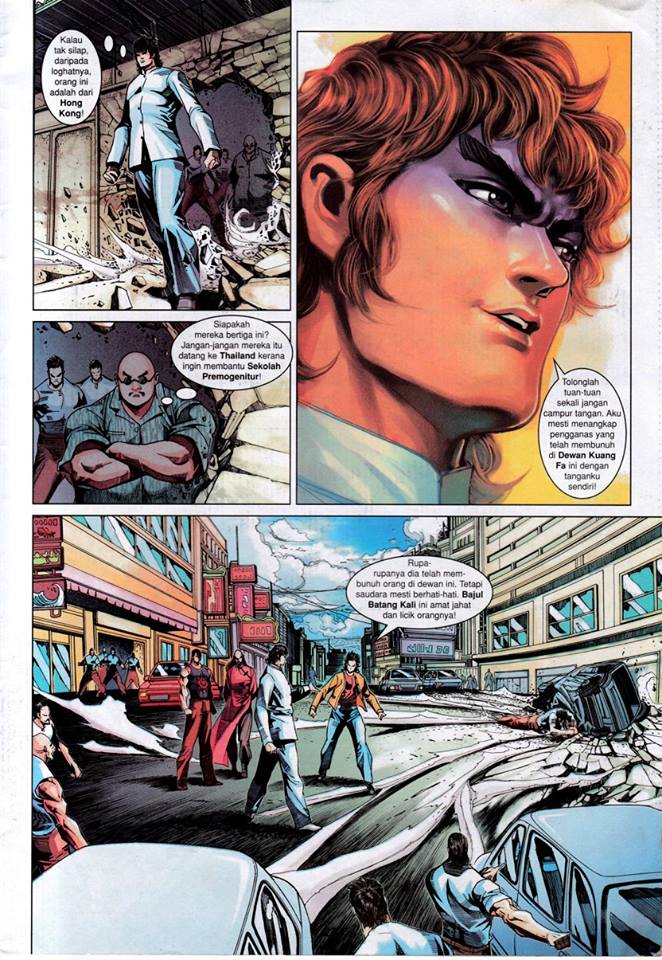 Kalau
tak silap,
daripada
loghatnya,
orang ini
adalah dari
Hong
Kong!
Siapakah
mereka bertiga ini?
Jangan-jangan mereka itu
datang ke Thailand kerana
ingin membantu Sekolah
Premogenitur!
Tolonglah
tuan-tuan
sekali jangan
campur tangan. Aku
mesti menangkap
pengganas yang
telah membunuh
di Dewan Kuang
Fa ini dengan
tanganku
sendiri!
Rupa-
rupanya dia telah mem-
bunuh orang di dewan ini. Tetapi
saudara mesti berhati-hati. Bajul
Batang Kali ini amat jahat
dan licik orangnya!